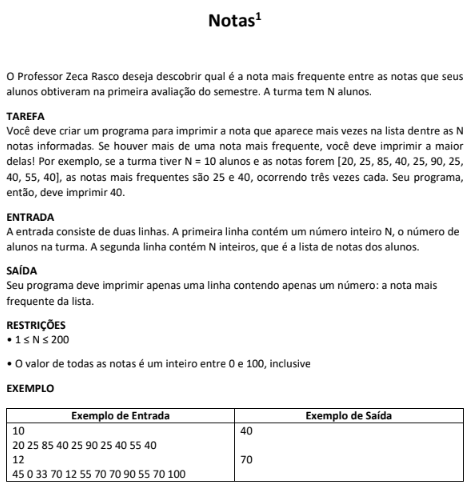 Notas¹
O Professor Zeca Rasco deseja descobrir qual é a nota mais frequente entre as notas que seus
alunos obtiveram na primeira avaliação do semestre. A turma tem N alunos.
TAREFA
Você deve criar um programa para imprimir a nota que aparece mais vezes na lista dentre as N
notas informadas. Se houver mais de uma nota mais frequente, você deve imprimir a maior
delas! Por exemplo, se a turma tiver N = 10 alunos e as notas forem [20, 25, 85, 40, 25, 90, 25,
40, 55, 40], as notas mais frequentes são 25 e 40, ocorrendo três vezes cada. Seu programa,
então, deve imprimir 40.
ENTRADA
A entrada consiste de duas linhas. A primeira linha contém um número inteiro N, o número de
alunos na turma. A segunda linha contém N inteiros, que é a lista de notas dos alunos.
SAÍDA
Seu programa deve imprimir apenas uma linha contendo apenas um número: a nota mais
frequente da lista.
RESTRIÇÕES
• 1 ≤ N ≤ 200
• O valor de todas as notas é um inteiro entre 0 e 100, inclusive
EXEMPLO
Exemplo de Entrada Exemplo de Saída
10 40
20 25 85 40 25 90 25 40 55 40
12 70
45 0 33 70 12 55 70 70 90 55 70 100